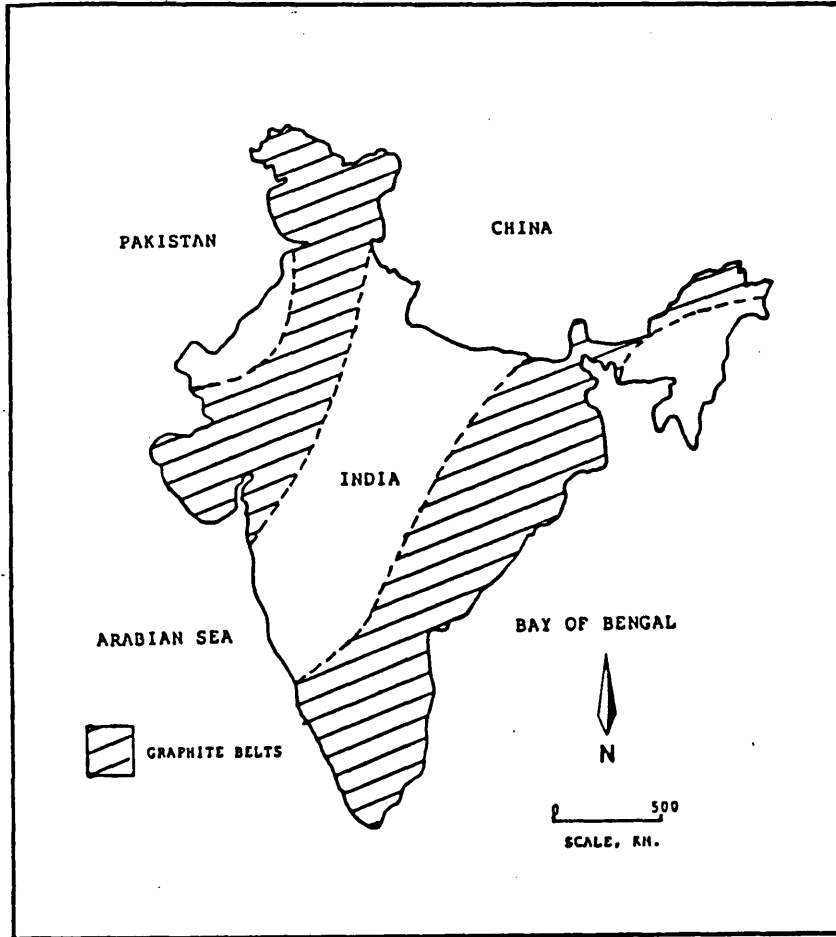 PAKISTAN
CHINA
INDIA
ARABIAN SEA
BAY OF BENGAL
GRAPHITE BELTS
N
0 500
SCALE, KM.